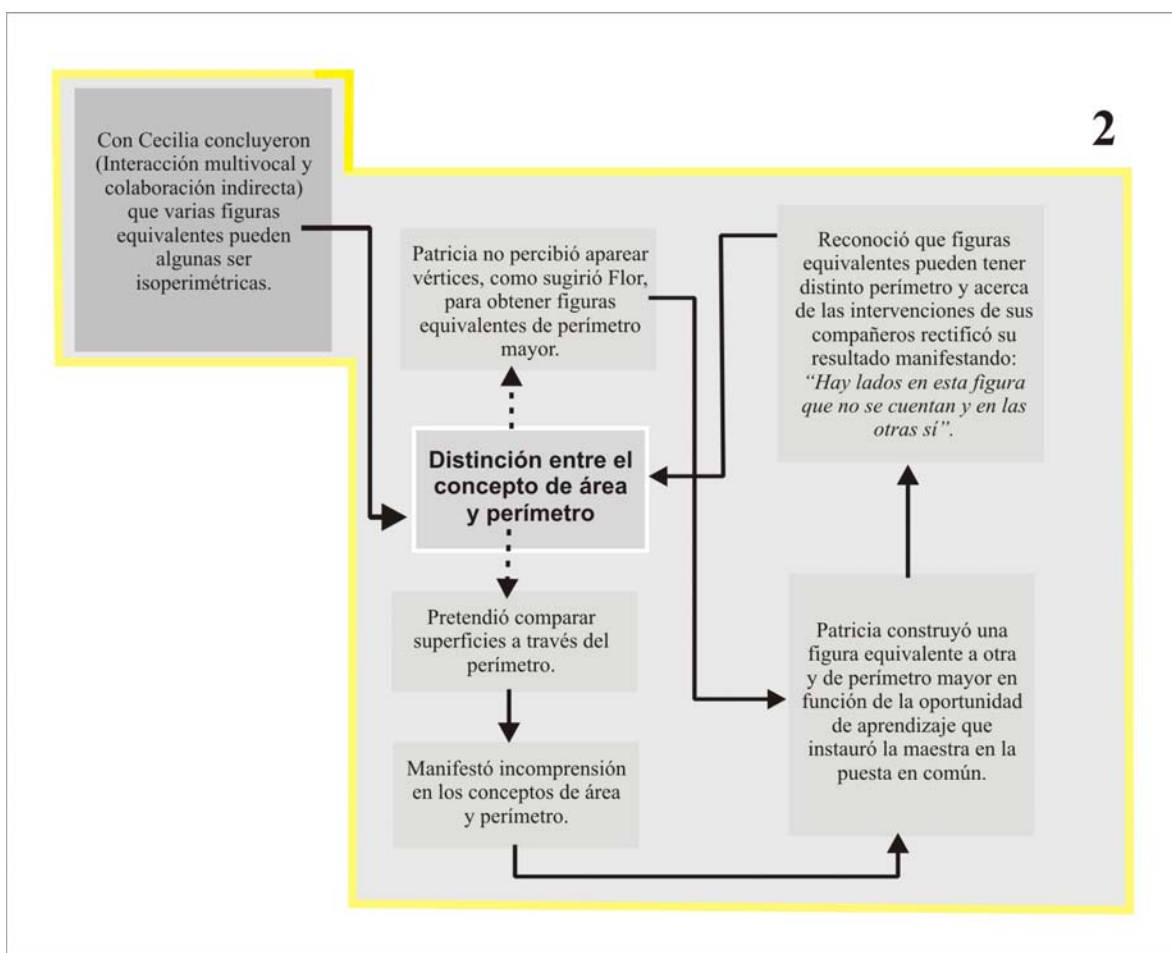 2
Con Cecilia concluyeron
(Interacción multivocal y
colaboración indirecta)
que varias figuras
equivalentes pueden
algunas ser
isoperimétricas.
Patricia no percibió aparear
vértices, como sugirió Flor,
para obtener figuras
equivalentes de perímetro
mayor.
Reconoció que figuras
equivalentes pueden tener
distinto perímetro y acerca
de las intervenciones de sus
compañeros rectificó su
resultado manifestando:
“Hay lados en esta figura
que no se cuentan y en las
otras sí”.
Distinción entre el
concepto de área
y perímetro
Pretendió comparar
superficies a través del
perímetro.
Manifestó incomprensión
en los conceptos de área
y perímetro.
Patricia construyó una
figura equivalente a otra
y de perímetro mayor en
función de la oportunidad
de aprendizaje que
instauró la maestra en la
puesta en común.